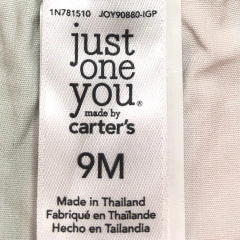 1N781510 JOY90880-IGP
just
one
you®
made by
carter's
9M
Made in Thailand
Fabriqué en Thaïlande
Hecho en Tailandia